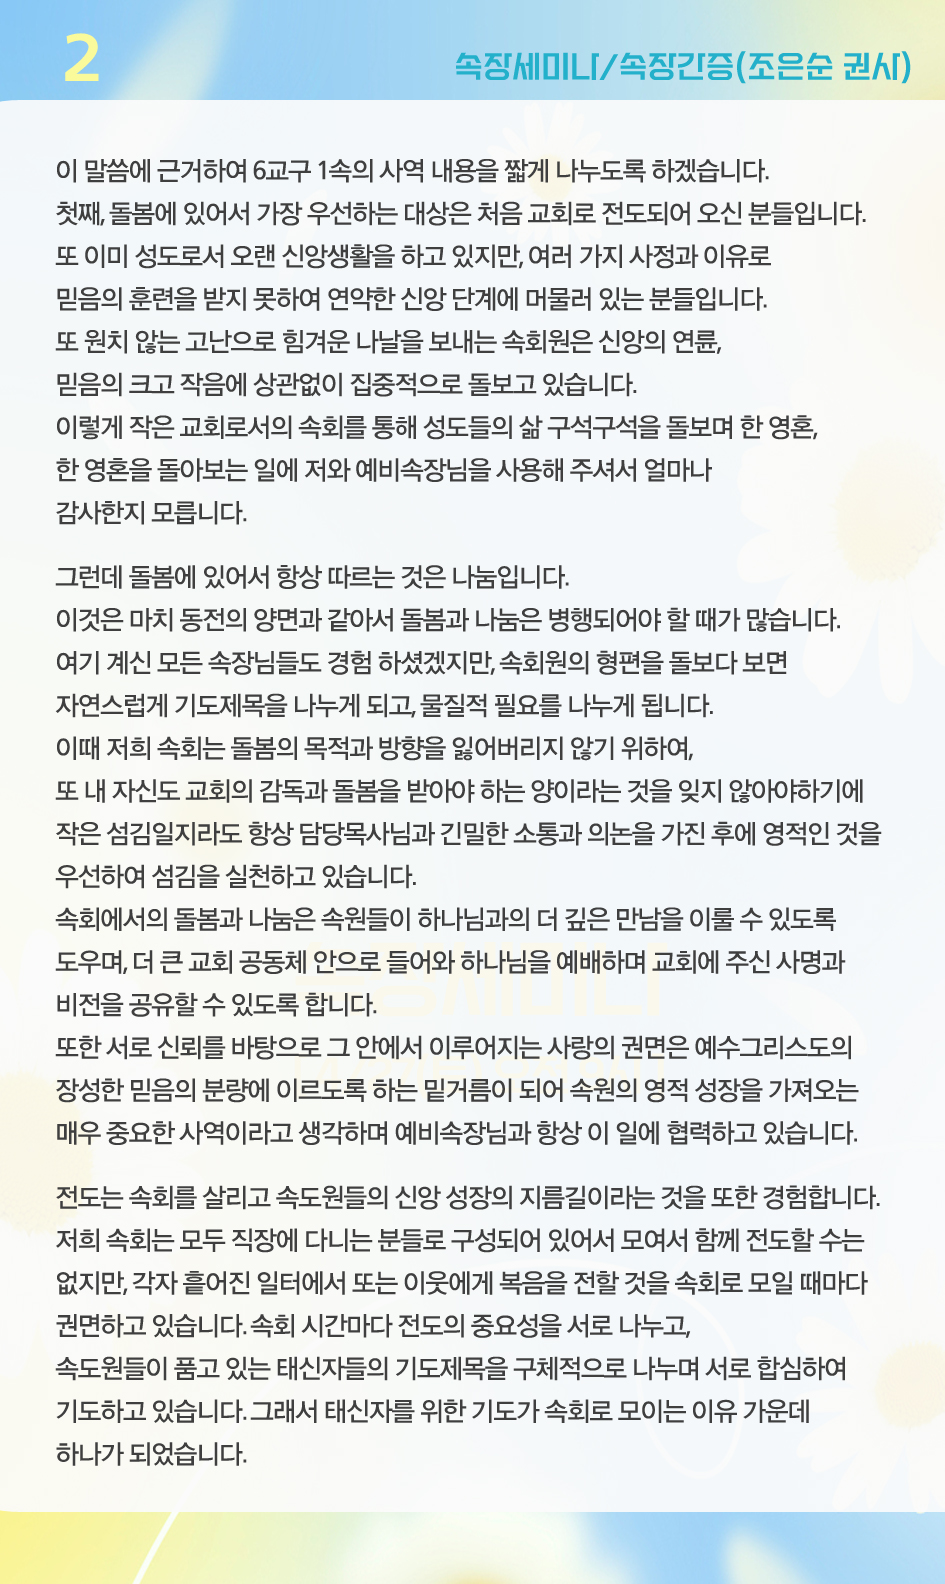 2
속장세미나/속장간증(조은순 권사)
이 말씀에 근거하여 6교구 1속의 사역 내용을 짧게 나누도록 하겠습니다.
첫째, 돌봄에 있어서 가장 우선하는 대상은 처음 교회로 전도되어 오신 분들입니다.
또 이미 성도로서 오랜 신앙생활을 하고 있지만, 여러 가지 사정과 이유로
믿음의 훈련을 받지 못하여 연약한 신앙 단계에 머물러 있는 분들입니다.
또 원치 않는 고난으로 힘겨운 나날을 보내는 속회원은 신앙의 연륜,
믿음의 크고 작음에 상관없이 집중적으로 돌보고 있습니다.
이렇게 작은 교회로서의 속회를 통해 성도들의 삶 구석구석을 돌보며 한 영혼,
한 영혼을 돌아보는 일에 저와 예비속장님을 사용해 주셔서 얼마나
감사한지 모릅니다.
그런데 돌봄에 있어서 항상 따르는 것은 나눔입니다.
이것은 마치 동전의 양면과 같아서 돌봄과 나눔은 병행되어야 할 때가 많습니다.
여기 계신 모든 속장님들도 경험 하셨겠지만, 속회원의 형편을 돌보다 보면
자연스럽게 기도제목을 나누게 되고, 물질적 필요를 나누게 됩니다.
이때 저희 속회는 돌봄의 목적과 방향을 잃어버리지 않기 위하여,
또 내 자신도 교회의 감독과 돌봄을 받아야 하는 양이라는 것을 잊지 않아야하기에
작은 섬김일지라도 항상 담당목사님과 긴밀한 소통과 의논을 가진 후에 영적인 것을
우선하여 섬김을 실천하고 있습니다.
속회에서의 돌봄과 나눔은 속원들이 하나님과의 더 깊은 만남을 이룰 수 있도록
도우며, 더 큰 교회 공동체 안으로 들어와 하나님을 예배하며 교회에 주신 사명과
비전을 공유할 수 있도록 합니다.
또한 서로 신뢰를 바탕으로 그 안에서 이루어지는 사랑의 권면은 예수그리스도의
장성한 믿음의 분량에 이르도록 하는 밑거름이 되어 속원의 영적 성장을 가져오는
매우 중요한 사역이라고 생각하며 예비속장님과 항상 이 일에 협력하고 있습니다.
전도는 속회를 살리고 속도원들의 신앙 성장의 지름길이라는 것을 또한 경험합니다.
저희 속회는 모두 직장에 다니는 분들로 구성되어 있어서 모여서 함께 전도할 수는
없지만, 각자 흩어진 일터에서 또는 이웃에게 복음을 전할 것을 속회로 모일 때마다
권면하고 있습니다. 속회 시간마다 전도의 중요성을 서로 나누고,
속도원들이 품고 있는 태신자들의 기도제목을 구체적으로 나누며 서로 합심하여
기도하고 있습니다. 그래서 태신자를 위한 기도가 속회로 모이는 이유 가운데
하나가 되었습니다.